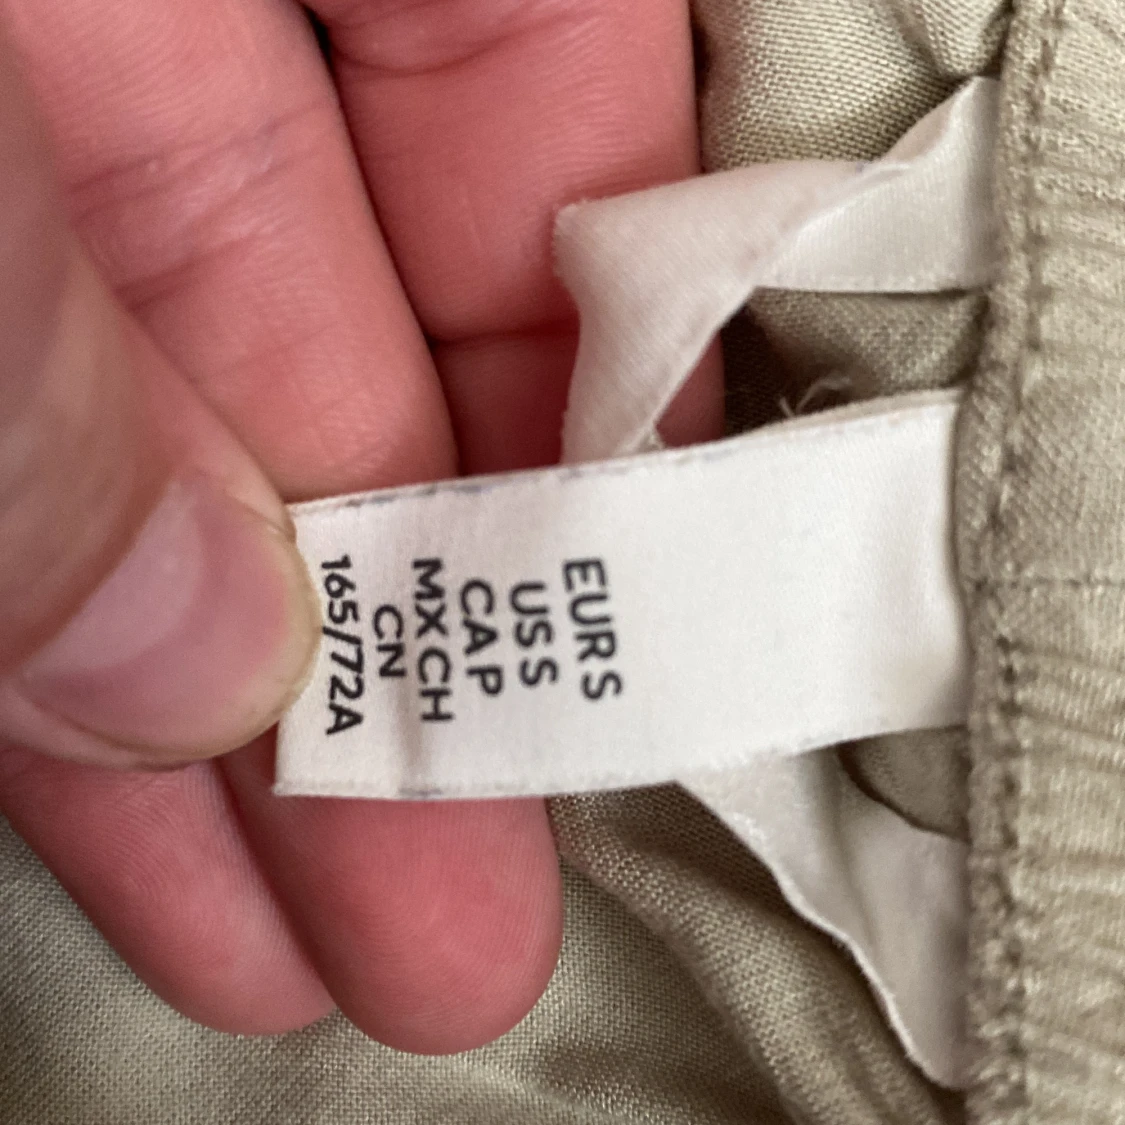 EUR S
US S
CA P
MX CH
CN
165/72A